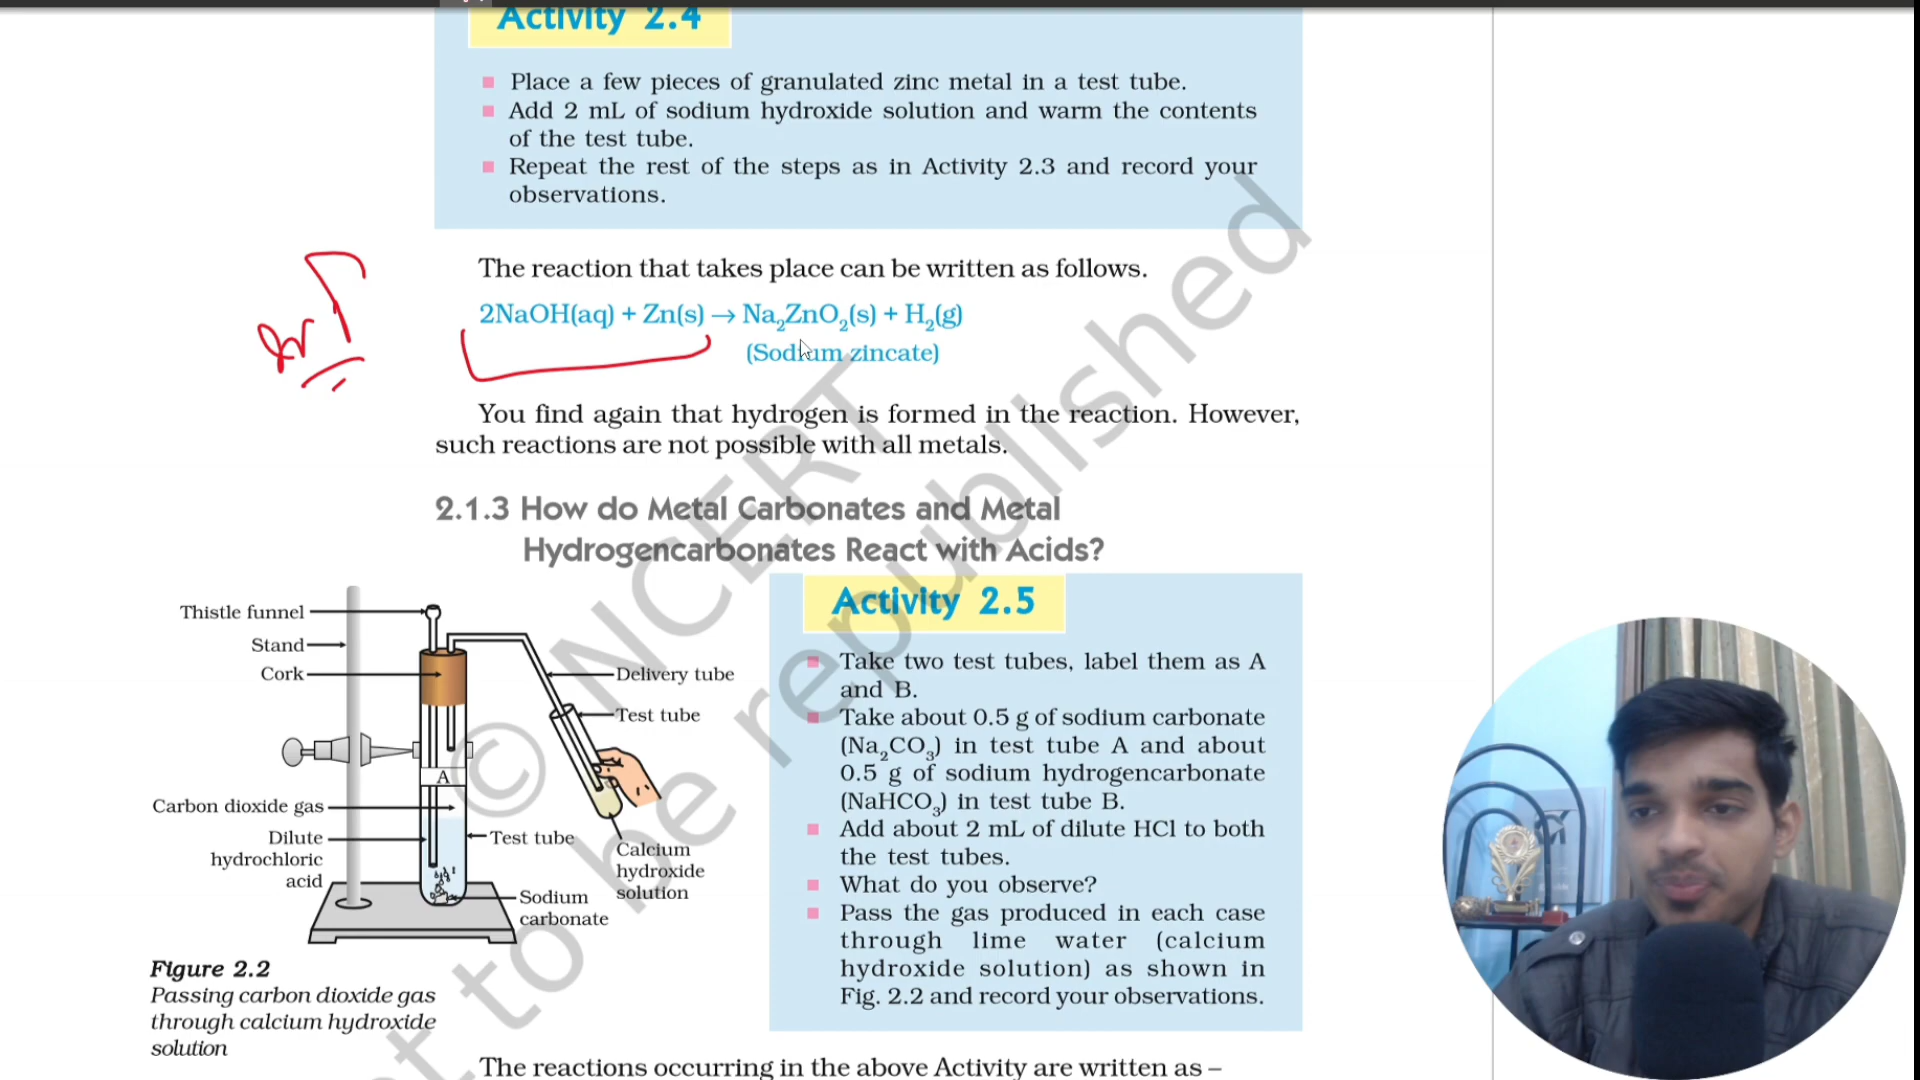 Activity 2.4
Place a few pieces of granulated zinc metal in a test tube.
Add 2 mL of sodium hydroxide solution and warm the contents
of the test tube.
Repeat the rest of the steps as in Activity 2.3 and record your
observations.
The reaction that takes place can be written as follows.
2NaOH(aq) + Zn(s) → Na₂ZnO₂(s) + H₂(g)
(Sodium zincate)
You find again that hydrogen is formed in the reaction. However,
such reactions are not possible with all metals.
2.1.3 How do Metal Carbonates and Metal
Hydrogencarbonates React with Acids?
Thistle funnel
Stand
Cork
Delivery tube
Test tube
A
Carbon dioxide gas
Dilute
hydrochloric
acid
Test tube
Calcium
hydroxide
solution
Sodium
carbonate
Figure 2.2
Passing carbon dioxide gas
through calcium hydroxide
solution
Activity 2.5
Take two test tubes, label them as A
and B.
Take about 0.5 g of sodium carbonate
(Na₂CO₃) in test tube A and about
0.5 g of sodium hydrogencarbonate
(NaHCO₃) in test tube B.
Add about 2 mL of dilute HCl to both
the test tubes.
What do you observe?
Pass the gas produced in each case
through lime water (calcium
hydroxide solution) as shown in
Fig. 2.2 and record your observations.
The reactions occurring in the above Activity are written as –
© NCERT
not to be republished